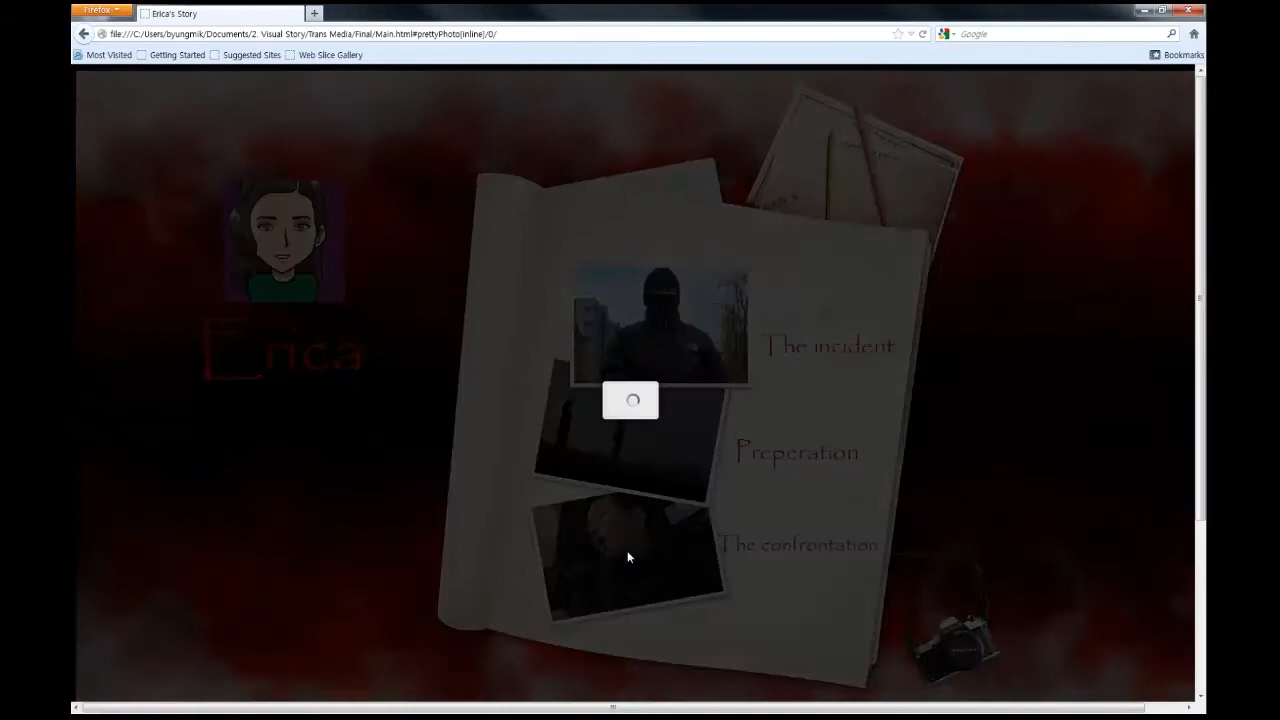 Firefox
Erica's Story
file:///C:/Users/byungmik/Documents/2. Visual Story/Trans Media/Final/Main.html#prettyPhoto[inline]/0/
Google
Most Visited
Getting Started
Suggested Sites
Web Slice Gallery
Bookmarks
Erica
The incident
Preperation
The confrontation